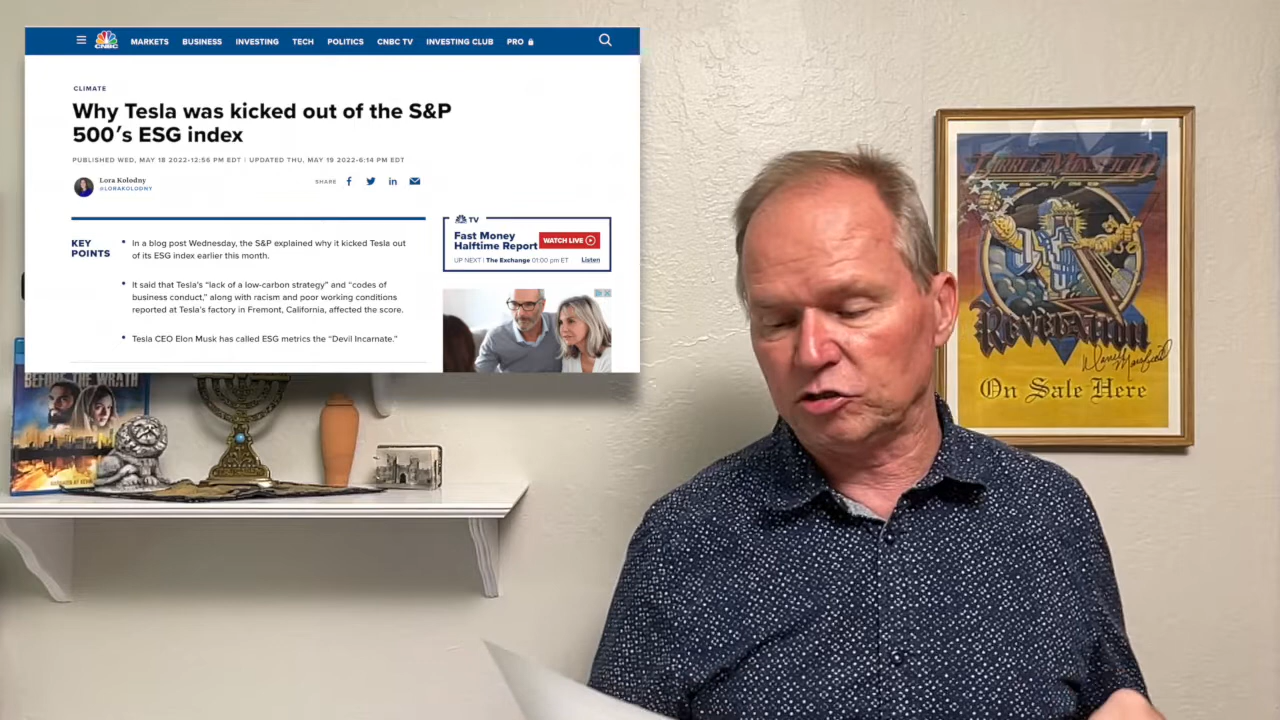 CNBC
MARKETS BUSINESS INVESTING TECH POLITICS CNBC TV INVESTING CLUB PRO
CLIMATE
Why Tesla was kicked out of the S&P
500’s ESG index
PUBLISHED WED, MAY 18 2022-12:56 PM EDT | UPDATED THU, MAY 19 2022-6:14 PM EDT
Lora Kolodny
@LORAKOLODNY
SHARE
KEY
POINTS
In a blog post Wednesday, the S&P explained why it kicked Tesla out
of its ESG index earlier this month.
It said that Tesla’s “lack of a low-carbon strategy” and “codes of
business conduct,” along with racism and poor working conditions
reported at Tesla’s factory in Fremont, California, affected the score.
Tesla CEO Elon Musk has called ESG metrics the “Devil Incarnate.”
TV
Fast Money
Halftime Report
WATCH LIVE
UP NEXT | The Exchange 01:00 pm ET
Listen
BEFORE THE WRATH
REVELATION
On Sale Here